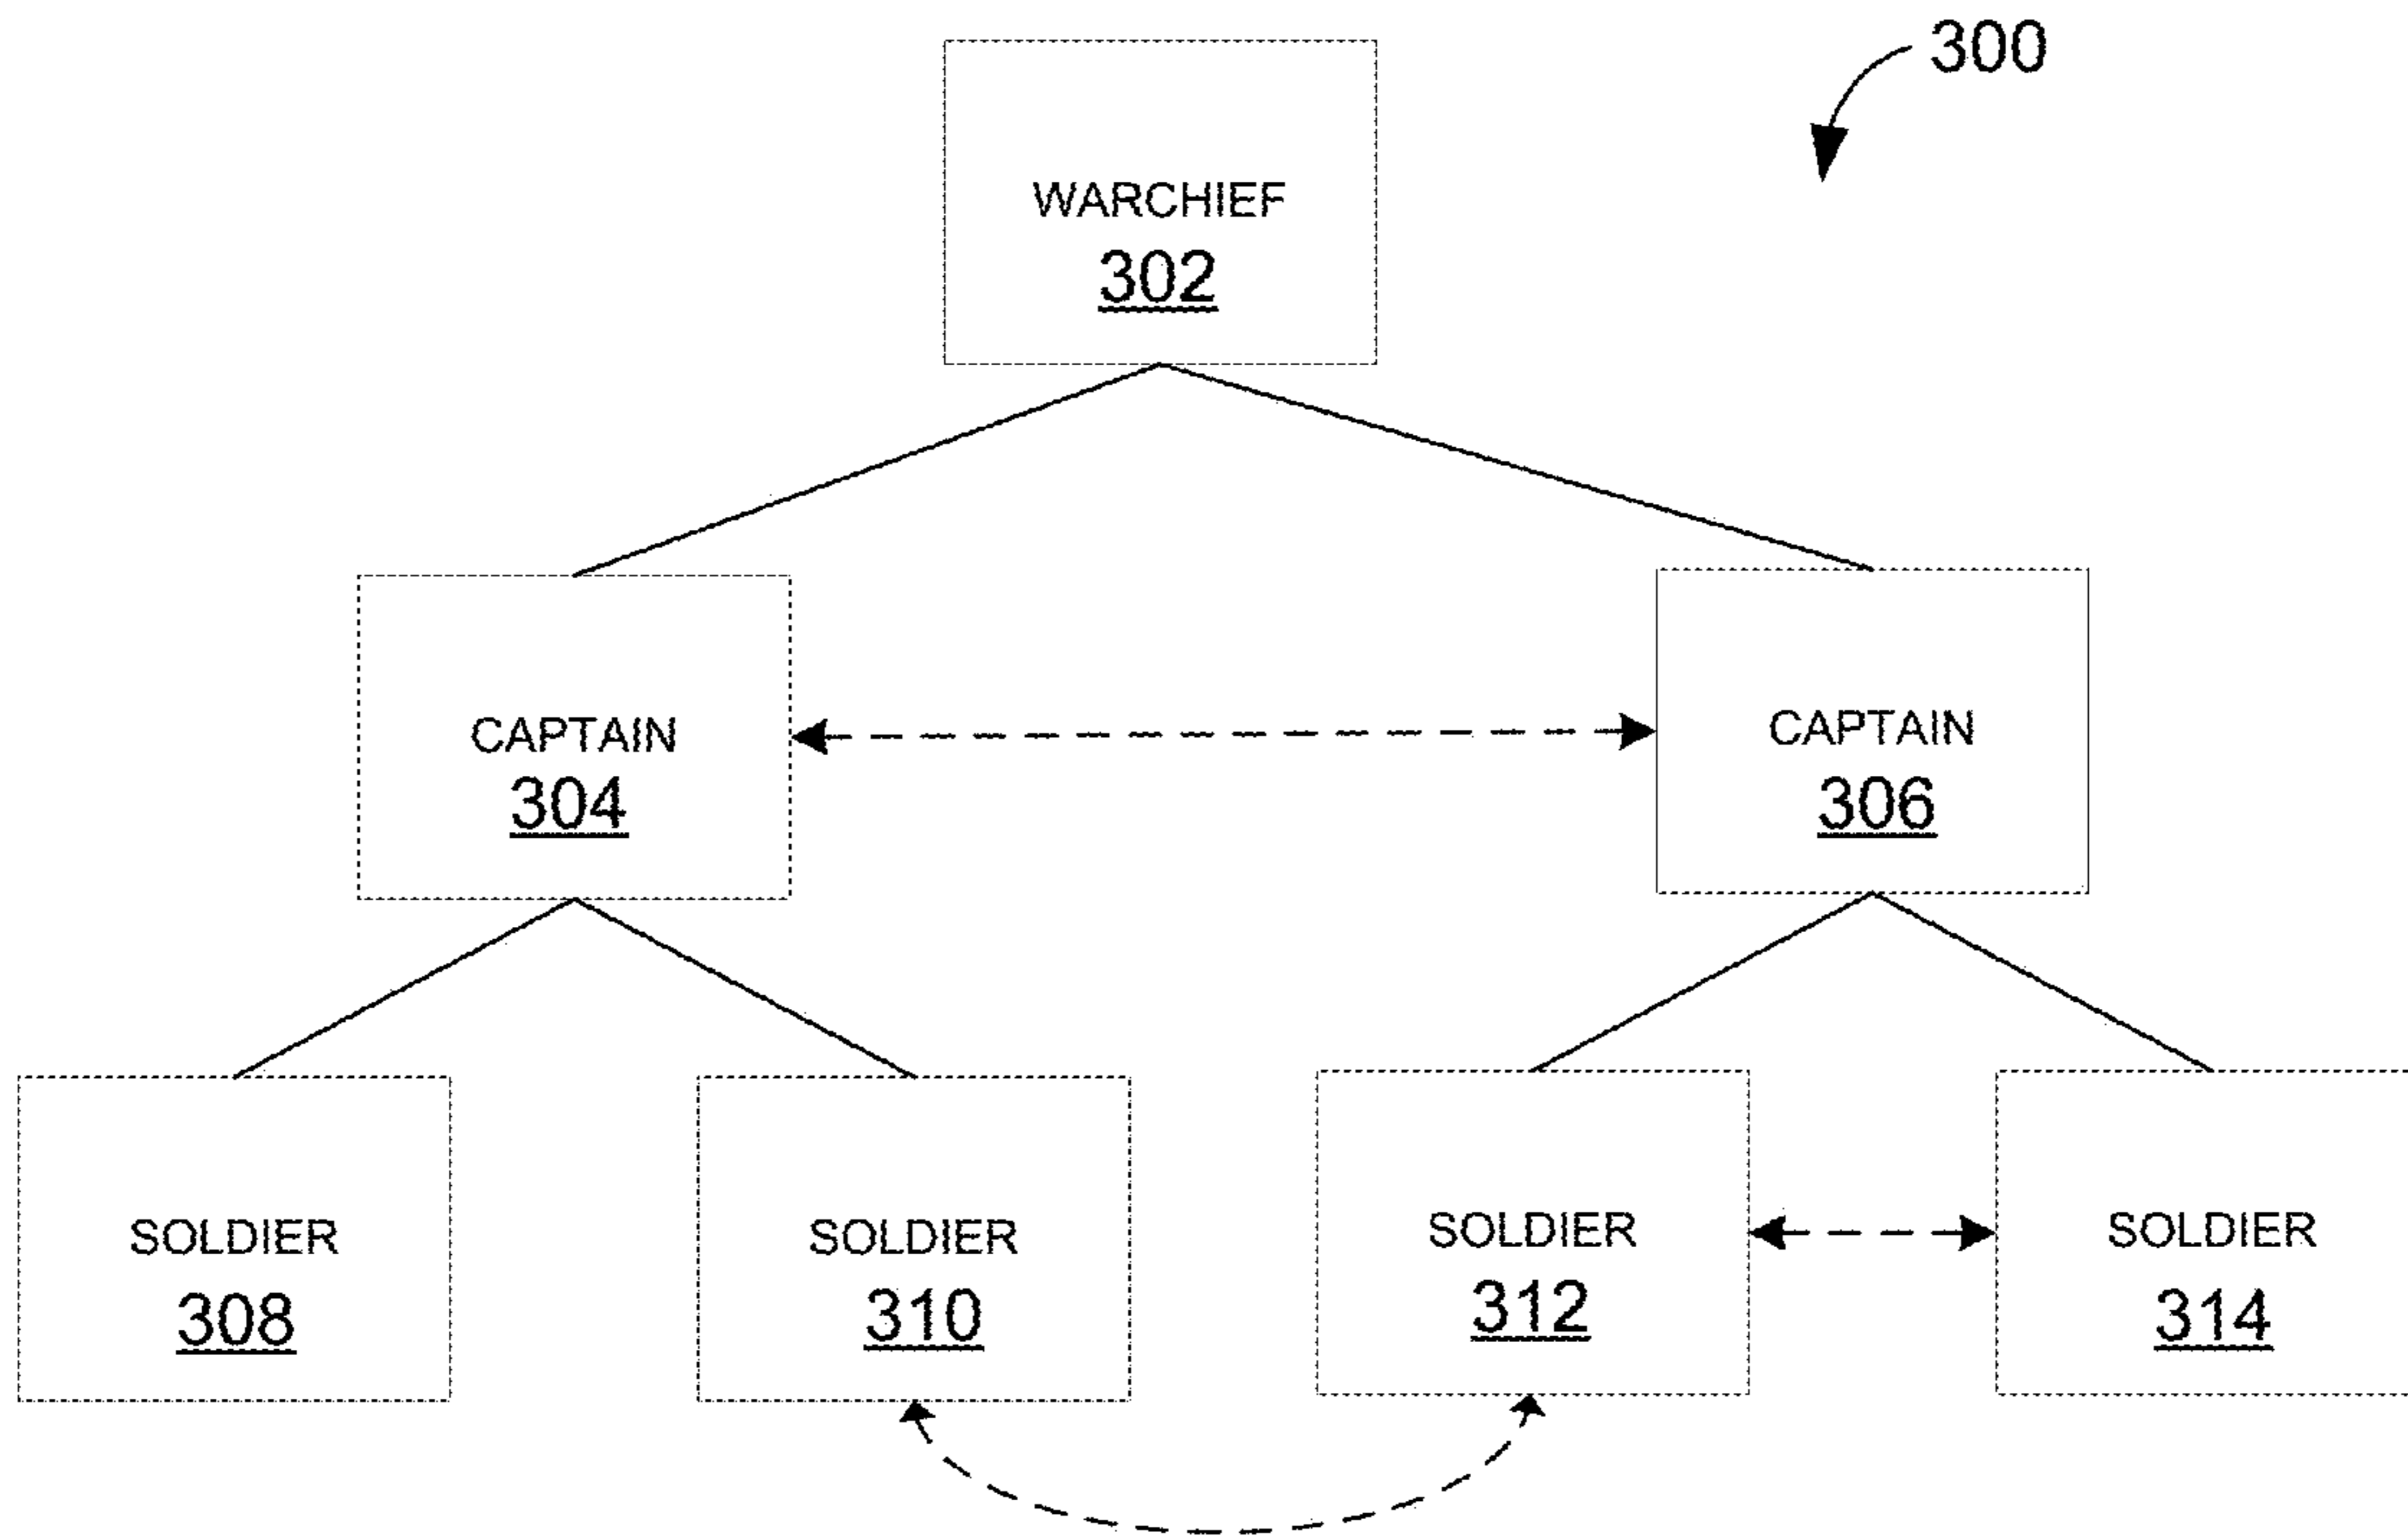 300
WARCHIEF
302
CAPTAIN
304
CAPTAIN
306
SOLDIER
308
SOLDIER
310
SOLDIER
312
SOLDIER
314